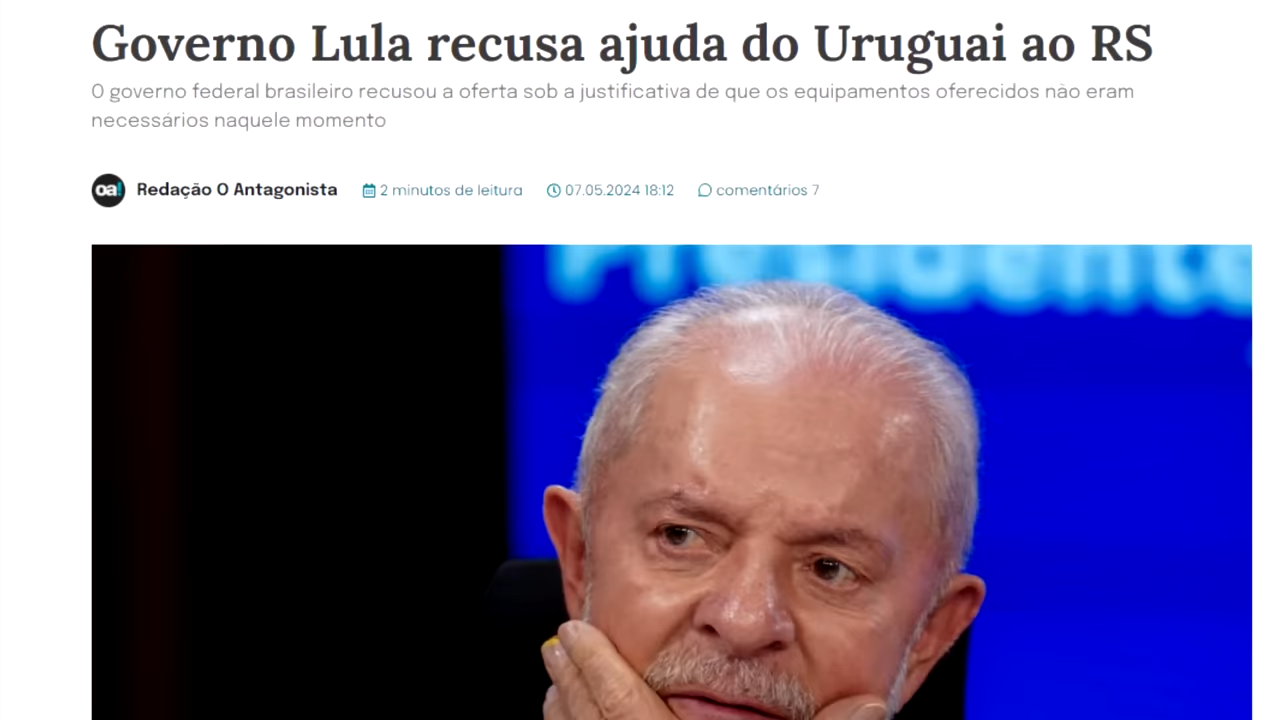 Governo Lula recusa ajuda do Uruguai ao RS
O governo federal brasileiro recusou a oferta sob a justificativa de que os equipamentos oferecidos não eram
necessários naquele momento
oa! Redação O Antagonista 2 minutos de leitura 07.05.2024 18:12 comentários 7
Presidente